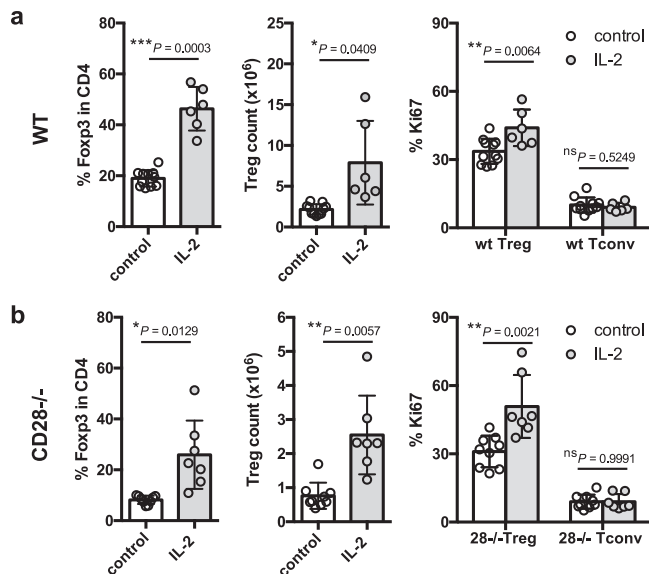 a
WT
% Foxp3 in CD4
80
60
40
20
0
*** P = 0.0003
control
IL-2
Treg count (x10⁶)
25
20
15
10
5
0
* P = 0.0409
control
IL-2
% Ki67
90
60
30
0
** P = 0.0064
ns P = 0.5249
wt Treg
wt Tconv
control
IL-2
b
CD28-/-
% Foxp3 in CD4
80
60
40
20
0
* P = 0.0129
control
IL-2
Treg count (x10⁶)
6
5
4
3
2
1
0
** P = 0.0057
control
IL-2
% Ki67
90
60
30
0
** P = 0.0021
ns P = 0.9991
28-/-Treg
28-/- Tconv
control
IL-2